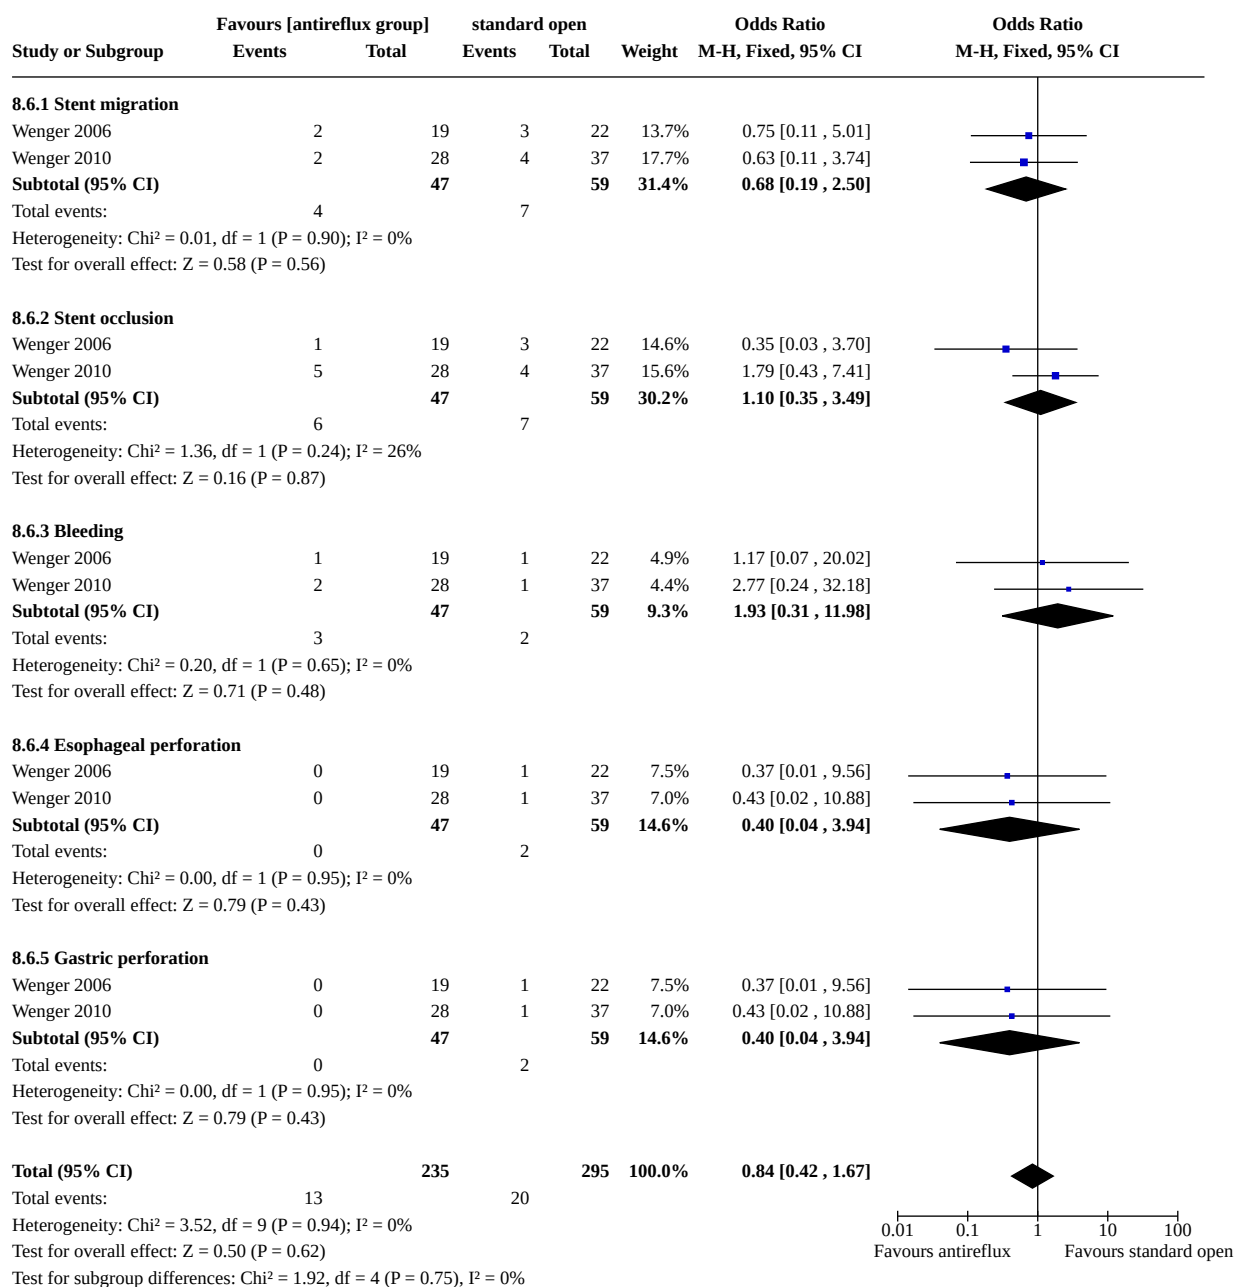 Favours [antireflux group] standard open Odds Ratio Odds Ratio
Study or Subgroup Events Total Events Total Weight M-H, Fixed, 95% CI M-H, Fixed, 95% CI
8.6.1 Stent migration
Wenger 2006 2 19 3 22 13.7% 0.75 [0.11 , 5.01]
Wenger 2010 2 28 4 37 17.7% 0.63 [0.11 , 3.74]
Subtotal (95% CI) 47 59 31.4% 0.68 [0.19 , 2.50]
Total events: 4 7
Heterogeneity: Chi² = 0.01, df = 1 (P = 0.90); I² = 0%
Test for overall effect: Z = 0.58 (P = 0.56)
8.6.2 Stent occlusion
Wenger 2006 1 19 3 22 14.6% 0.35 [0.03 , 3.70]
Wenger 2010 5 28 4 37 15.6% 1.79 [0.43 , 7.41]
Subtotal (95% CI) 47 59 30.2% 1.10 [0.35 , 3.49]
Total events: 6 7
Heterogeneity: Chi² = 1.36, df = 1 (P = 0.24); I² = 26%
Test for overall effect: Z = 0.16 (P = 0.87)
8.6.3 Bleeding
Wenger 2006 1 19 1 22 4.9% 1.17 [0.07 , 20.02]
Wenger 2010 2 28 1 37 4.4% 2.77 [0.24 , 32.18]
Subtotal (95% CI) 47 59 9.3% 1.93 [0.31 , 11.98]
Total events: 3 2
Heterogeneity: Chi² = 0.20, df = 1 (P = 0.65); I² = 0%
Test for overall effect: Z = 0.71 (P = 0.48)
8.6.4 Esophageal perforation
Wenger 2006 0 19 1 22 7.5% 0.37 [0.01 , 9.56]
Wenger 2010 0 28 1 37 7.0% 0.43 [0.02 , 10.88]
Subtotal (95% CI) 47 59 14.6% 0.40 [0.04 , 3.94]
Total events: 0 2
Heterogeneity: Chi² = 0.00, df = 1 (P = 0.95); I² = 0%
Test for overall effect: Z = 0.79 (P = 0.43)
8.6.5 Gastric perforation
Wenger 2006 0 19 1 22 7.5% 0.37 [0.01 , 9.56]
Wenger 2010 0 28 1 37 7.0% 0.43 [0.02 , 10.88]
Subtotal (95% CI) 47 59 14.6% 0.40 [0.04 , 3.94]
Total events: 0 2
Heterogeneity: Chi² = 0.00, df = 1 (P = 0.95); I² = 0%
Test for overall effect: Z = 0.79 (P = 0.43)
Total (95% CI) 235 295 100.0% 0.84 [0.42 , 1.67]
Total events: 13 20
Heterogeneity: Chi² = 3.52, df = 9 (P = 0.94); I² = 0%
0.01 0.1 1 10 100
Test for overall effect: Z = 0.50 (P = 0.62) Favours antireflux Favours standard open
Test for subgroup differences: Chi² = 1.92, df = 4 (P = 0.75), I² = 0%